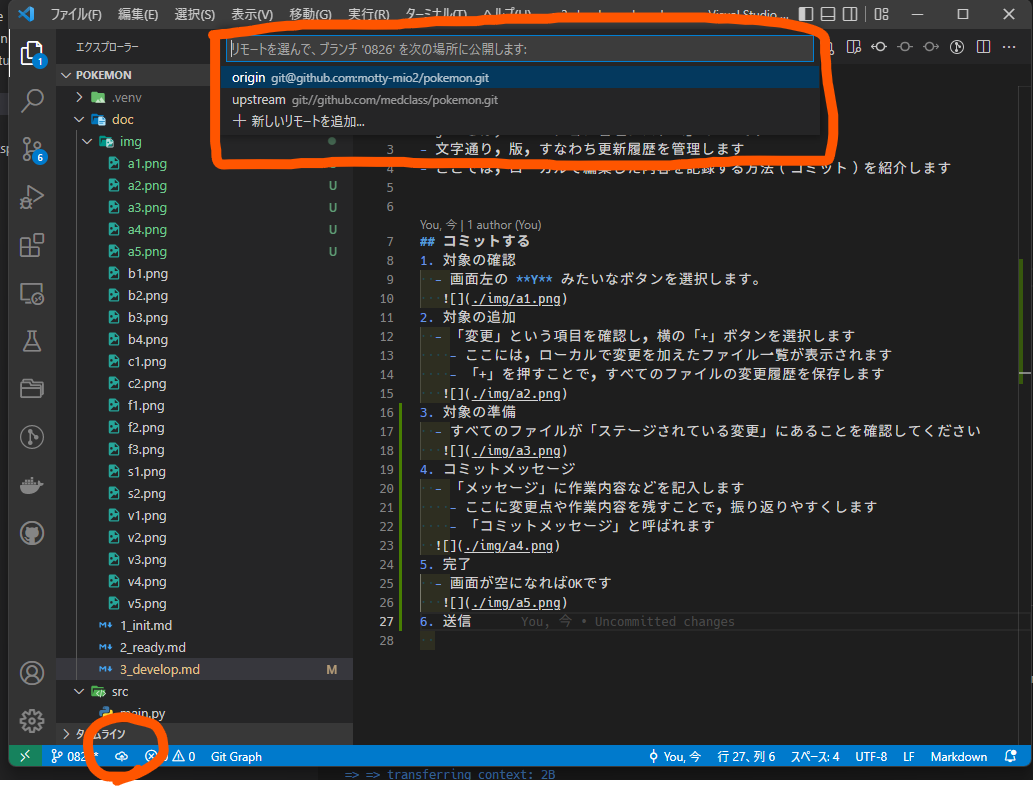 ファイル(F) 編集(E) 選択(S) 表示(V) 移動(G) 実行(R) ターミナル(T) ヘルプ(H)
Visual Studio ...
エクスプローラー
リモートを選んで、ブランチ '0826' を次の場所に公開します:
origin git@github.com:motty-mio2/pokemon.git
upstream git://github.com/medclass/pokemon.git
新しいリモートを追加...
POKEMON
.venv
doc
img
a1.png
a2.png U
a3.png U
a4.png U
a5.png U
b1.png
b2.png
b3.png
b4.png
c1.png
c2.png
f1.png
f2.png
f3.png
s1.png
s2.png
v1.png
v2.png
v3.png
v4.png
v5.png
1_init.md
2_ready.md
3_develop.md M
src
main.py
タイムライン
1
6
3 - 文字通り，版，すなわち更新履歴を管理します
4 - ここでは，ローカルで編集した内容を記録する方法（コミット）を紹介します
5
6
You, 今 | 1 author (You)
7 ## コミットする
8 1. 対象の確認
9 - 画面左の **Y** みたいなボタンを選択します。
10 ![](./img/a1.png)
11 2. 対象の追加
12 - 「変更」という項目を確認し，横の「+」ボタンを選択します
13 - ここには，ローカルで変更を加えたファイル一覧が表示されます
14 - 「+」を押すことで，すべてのファイルの変更履歴を保存します
15 ![](./img/a2.png)
16 3. 対象の準備
17 - すべてのファイルが「ステージされている変更」にあることを確認してください
18 ![](./img/a3.png)
19 4. コミットメッセージ
20 - 「メッセージ」に作業内容などを記入します
21 - ここに変更点や作業内容を残すことで，振り返りやすくします
22 - 「コミットメッセージ」と呼ばれます
23 ![](./img/a4.png)
24 5. 完了
25 - 画面が空になればOKです
26 ![](./img/a5.png)
27 6. 送信 You, 今 • Uncommitted changes
28
0 Git Graph You, 今 行 27、列 6 スペース: 4 UTF-8 LF Markdown
=> => transferring context: 2B